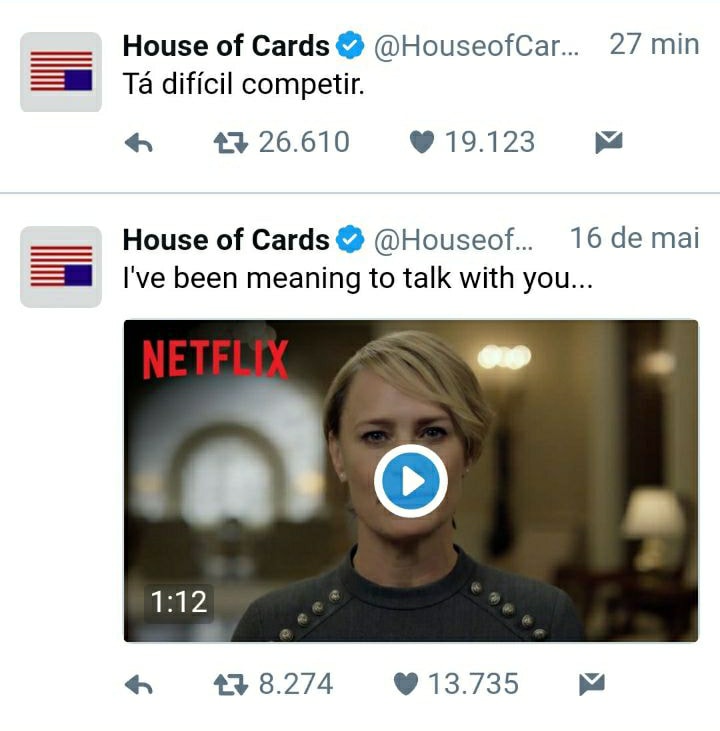 House of Cards @HouseofCar... 27 min
Tá difícil competir.
26.610 19.123
House of Cards @Houseof... 16 de mai
I've been meaning to talk with you...
NETFLIX
1:12
8.274 13.735